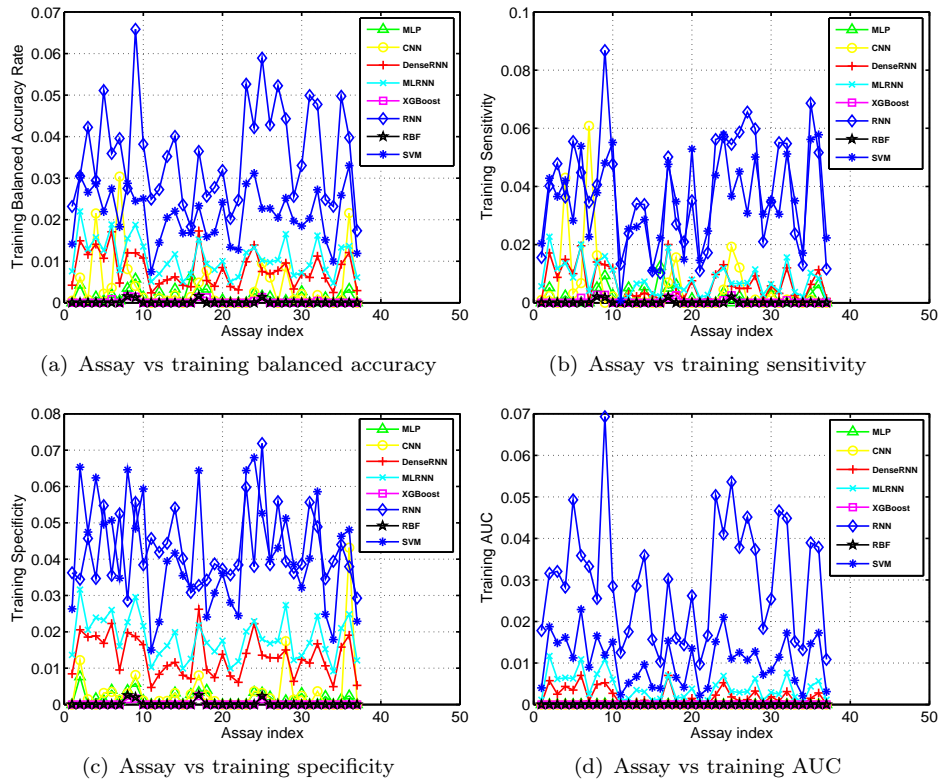 0.07
0.06
0.05
0.04
0.03
0.02
0.01
0
Training Balanced Accuracy Rate
0 10 20 30 40 50
Assay index
MLP
CNN
DenseRNN
MLRNN
XGBoost
RNN
RBF
SVM
(a) Assay vs training balanced accuracy
0.1
0.08
0.06
0.04
0.02
0
Training Sensitivity
0 10 20 30 40 50
Assay index
MLP
CNN
DenseRNN
MLRNN
XGBoost
RNN
RBF
SVM
(b) Assay vs training sensitivity
0.08
0.07
0.06
0.05
0.04
0.03
0.02
0.01
0
Training Specificity
0 10 20 30 40 50
Assay index
MLP
CNN
DenseRNN
MLRNN
XGBoost
RNN
RBF
SVM
(c) Assay vs training specificity
0.07
0.06
0.05
0.04
0.03
0.02
0.01
0
Training AUC
0 10 20 30 40 50
Assay index
MLP
CNN
DenseRNN
MLRNN
XGBoost
RNN
RBF
SVM
(d) Assay vs training AUC